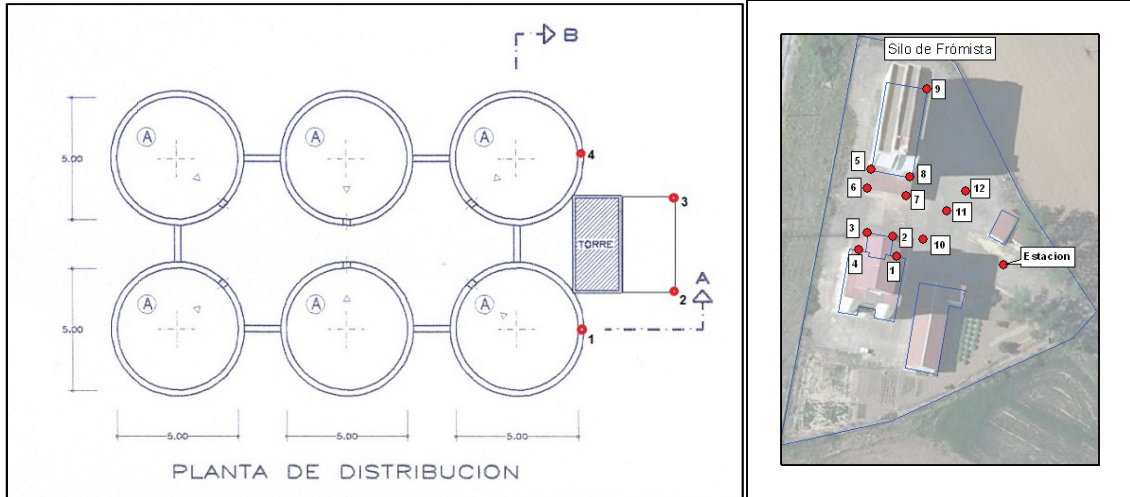 B
A
A
A
5.00
4
3
TORRE
A
2
A
A
A
5.00
1
5.00
5.00
5.00
PLANTA DE DISTRIBUCION
Silo de Frómista
9
5
8
6
12
7
11
3
2
10
4
1
Estacion